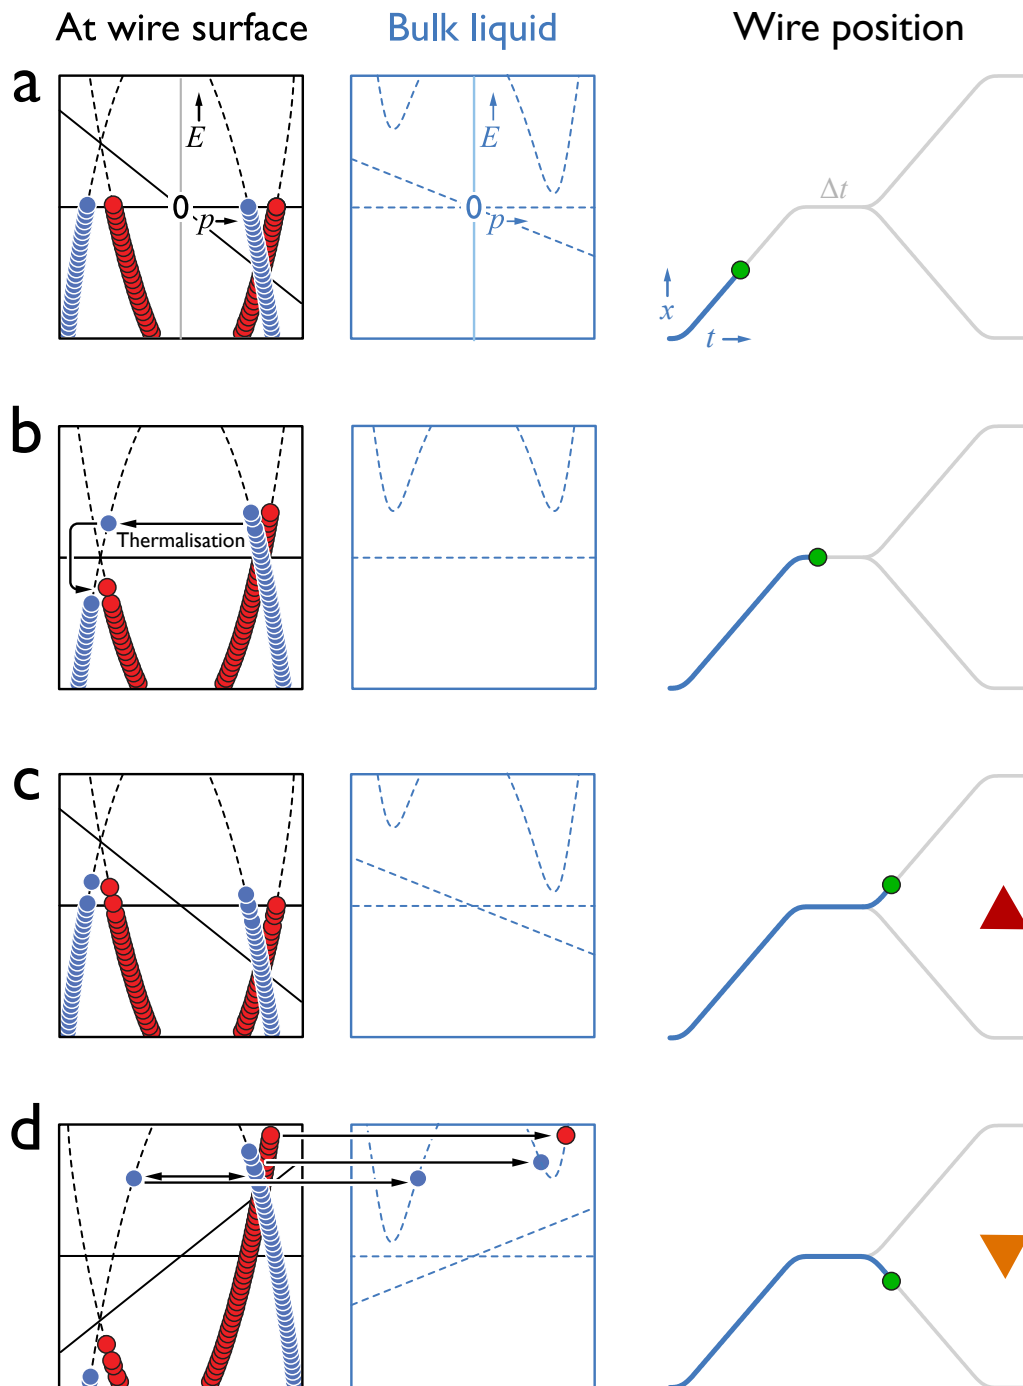 At wire surface
Bulk liquid
Wire position
a
E
0
p
E
0
p
Δt
x
t
b
Thermalisation
c
d